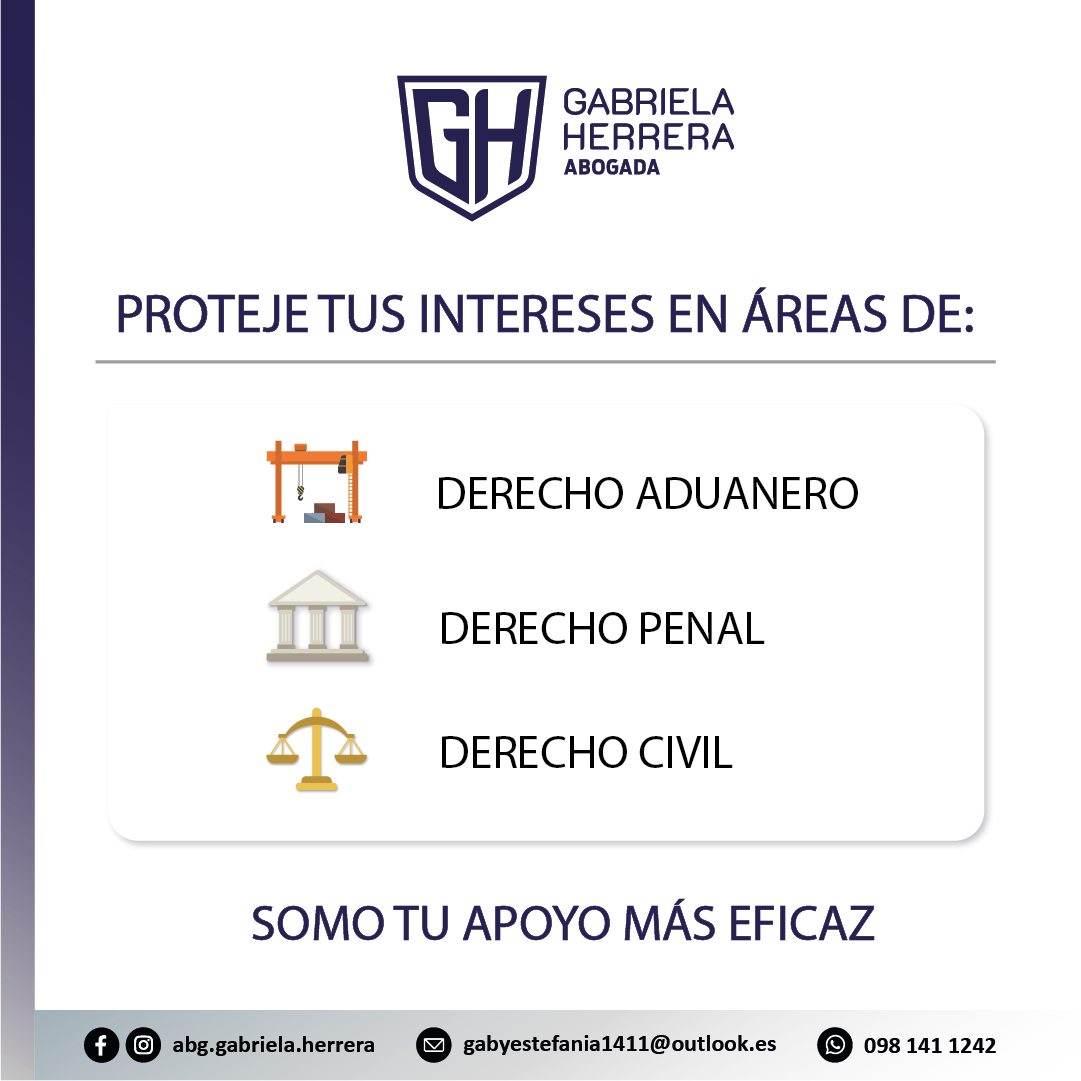 GH
GABRIELA
HERRERA
ABOGADA
PROTEJE TUS INTERESES EN ÁREAS DE:
DERECHO ADUANERO
DERECHO PENAL
DERECHO CIVIL
SOMO TU APOYO MÁS EFICAZ
abg.gabriela.herrera gabyestefania1411@outlook.es 098 141 1242